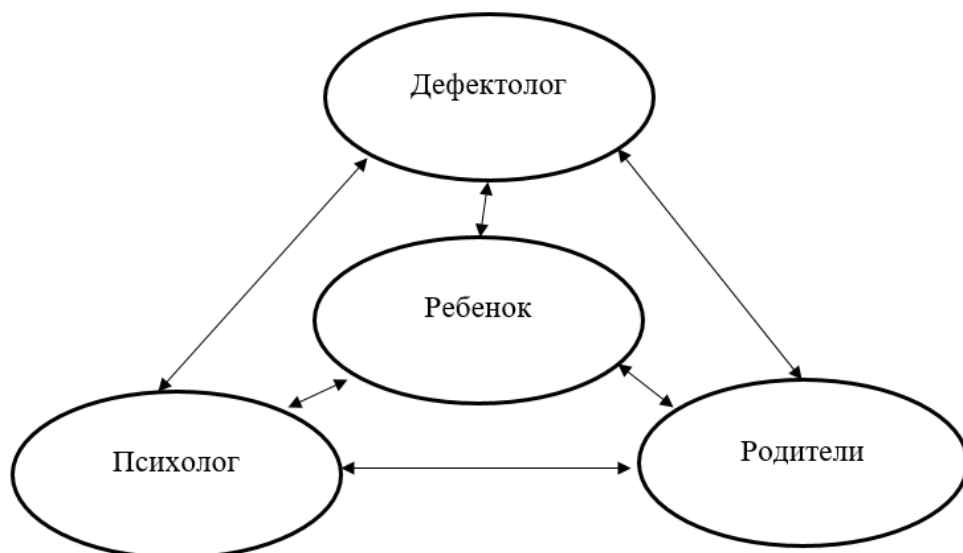 Дефектолог
Ребенок
Психолог
Родители